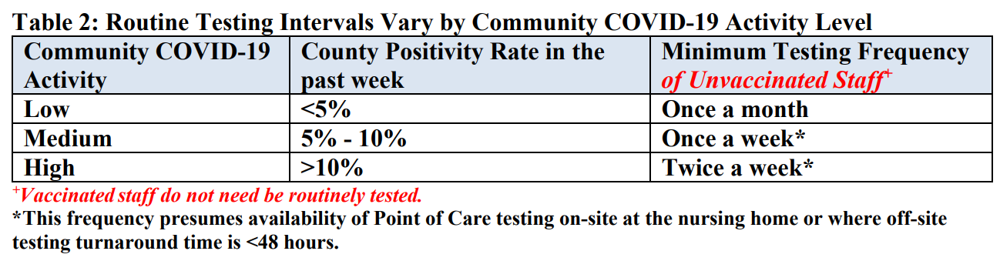 Table 2: Routine Testing Intervals Vary by Community COVID-19 Activity Level
Community COVID-19 Activity | County Positivity Rate in the past week | Minimum Testing Frequency of Unvaccinated Staff+
Low | <5% | Once a month
Medium | 5% - 10% | Once a week*
High | >10% | Twice a week*
+Vaccinated staff do not need be routinely tested.
*This frequency presumes availability of Point of Care testing on-site at the nursing home or where off-site
testing turnaround time is <48 hours.